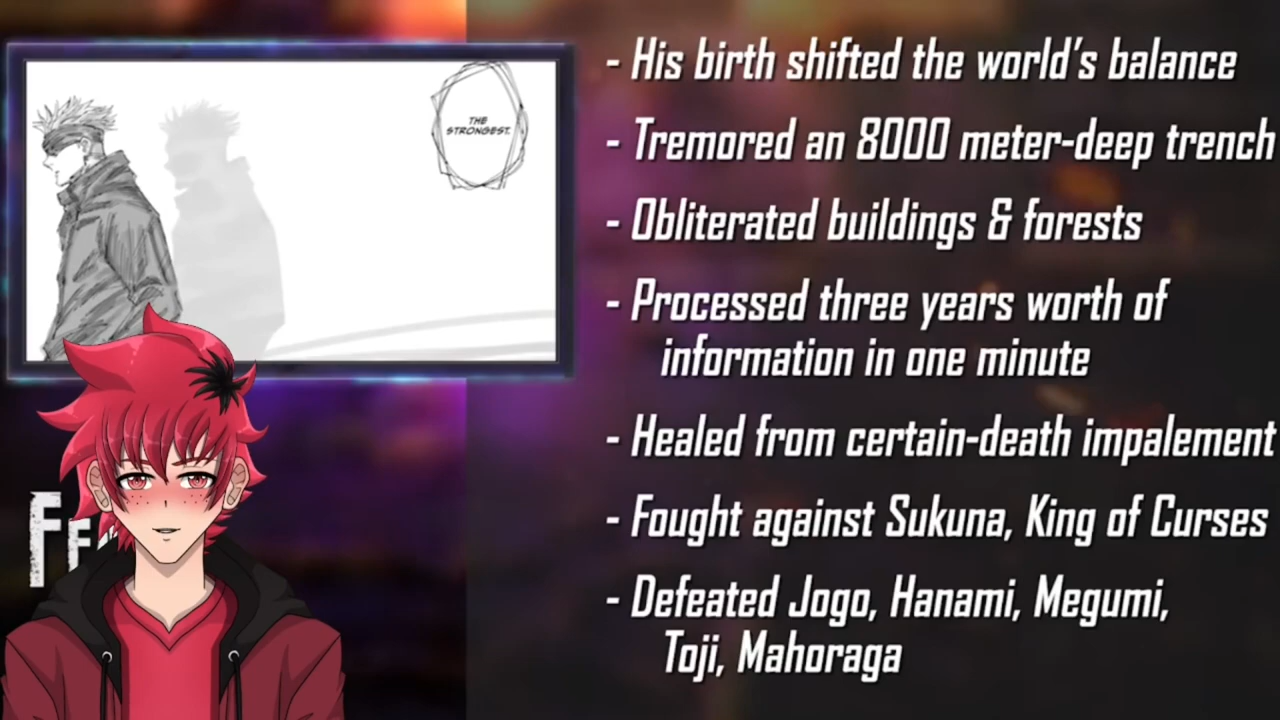 THE
STRONGEST.
- His birth shifted the world's balance
- Tremored an 8000 meter-deep trench
- Obliterated buildings & forests
- Processed three years worth of
information in one minute
- Healed from certain-death impalement
- Fought against Sukuna, King of Curses
- Defeated Jogo, Hanami, Megumi,
Toji, Mahoraga